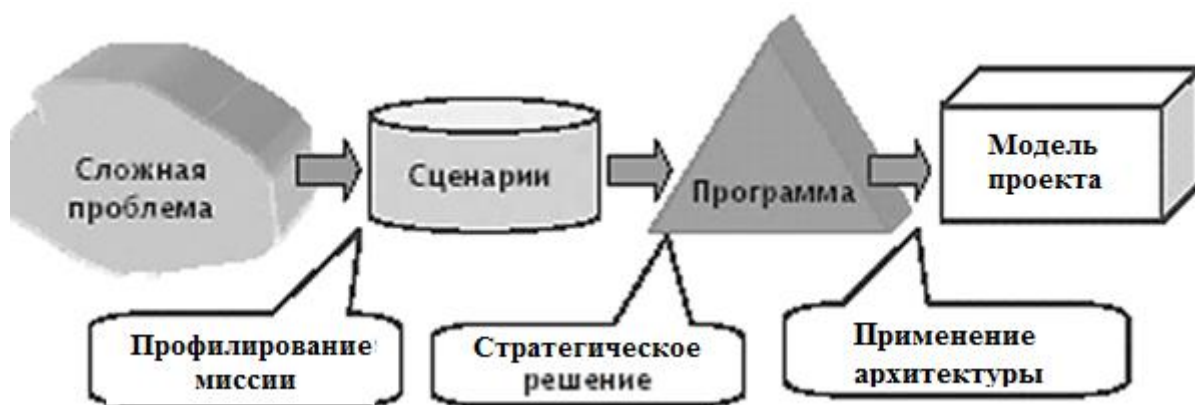 Сложная
проблема
Сценарии
Программа
Модель
проекта
Профилирование
миссии
Стратегическое
решение
Применение
архитектуры